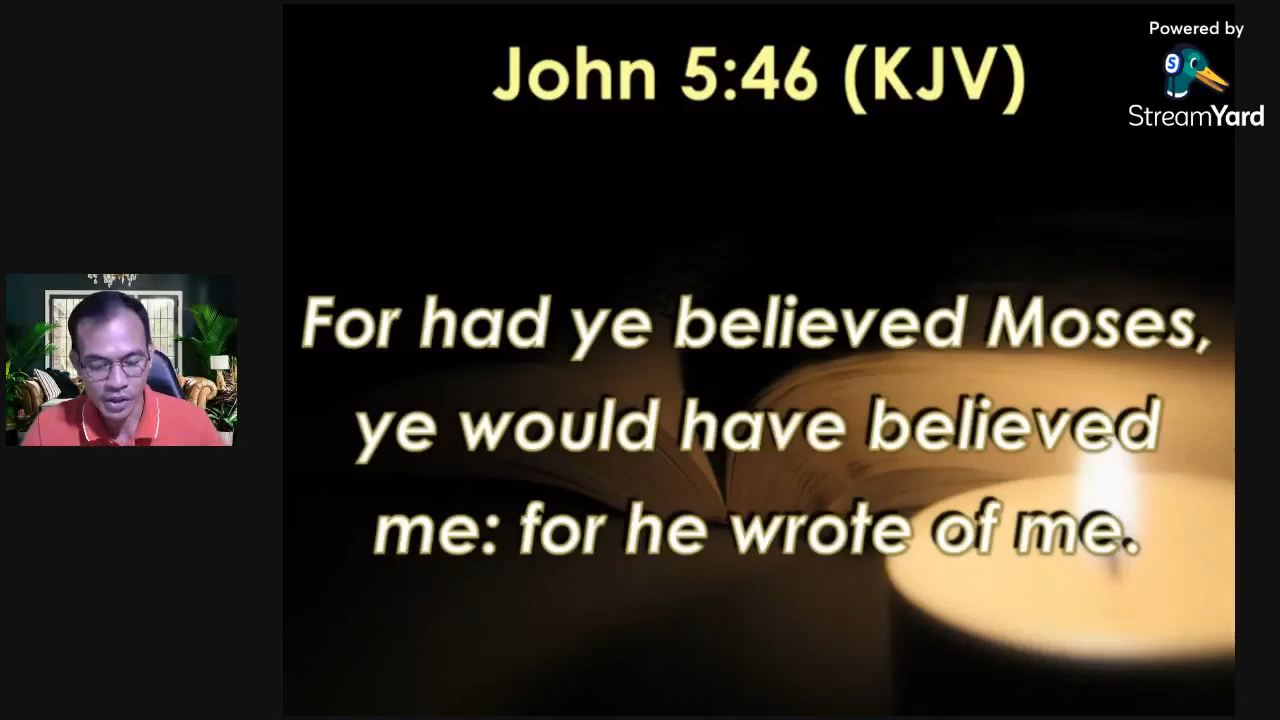 John 5:46 (KJV)
Powered by
S
StreamYard
For had ye believed Moses,
ye would have believed
me: for he wrote of me.